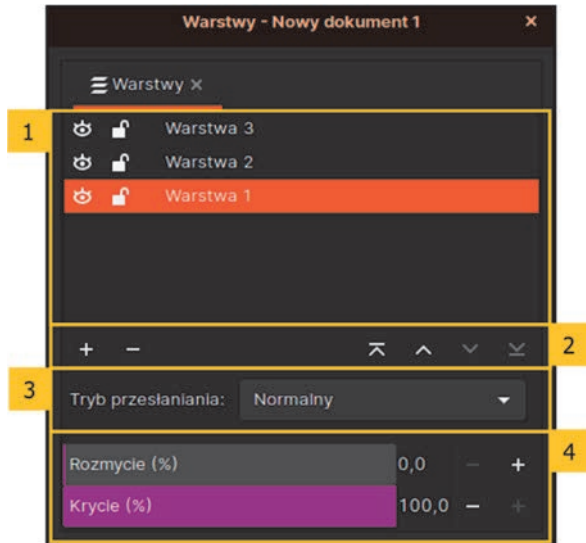 Warstwy - Nowy dokument 1 ×
Warstwy ×
1
Warstwa 3
Warstwa 2
Warstwa 1
+ −
2
3
Tryb przesłaniania: Normalny
4
Rozmycie (%) 0,0 − +
Krycie (%) 100,0 − +